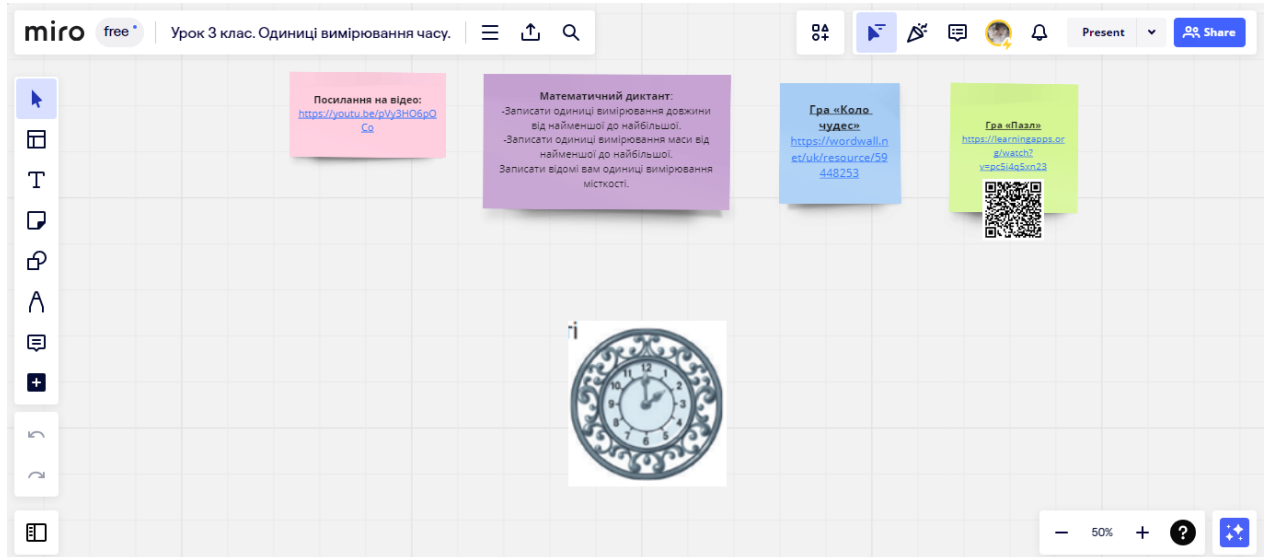 miro free Урок 3 клас. Одиниці вимірювання часу. Present Share
Посилання на відео:
https://youtu.be/pVy3HO6pO
Co
Математичний диктант:
-Записати одиниці вимірювання довжини
від найменшої до найбільшої.
-Записати одиниці вимірювання маси від
найменшої до найбільшої.
Записати відомі вам одиниці вимірювання
місткості.
Гра «Коло
чудес»
https://wordwall.n
et/uk/resource/59
448253
Гра «Пазл»
https://learningapps.or
g/watch?
v=pc5i4q5xn23
ті
12
11 1
10 2
9 3
8 4
7 5
6
50%